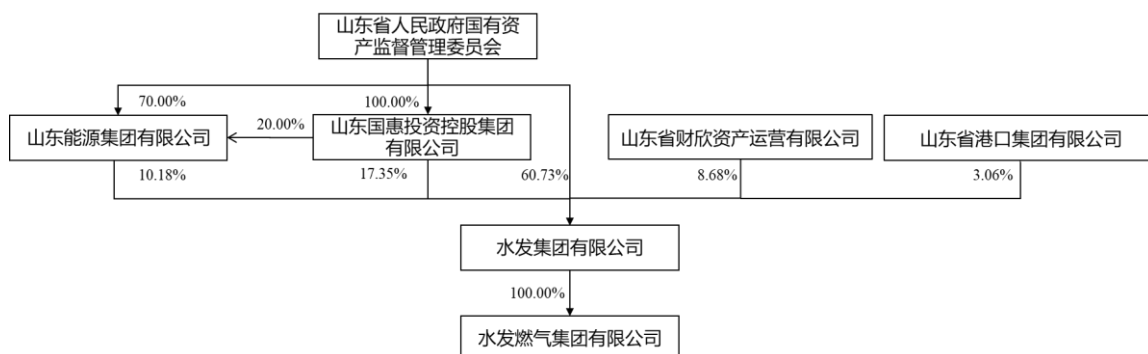 山东省人民政府国有资
产监督管理委员会
70.00%
100.00%
山东能源集团有限公司
20.00%
山东国惠投资控股集团
有限公司
山东省财欣资产运营有限公司
山东省港口集团有限公司
10.18%
17.35%
60.73%
8.68%
3.06%
水发集团有限公司
100.00%
水发燃气集团有限公司